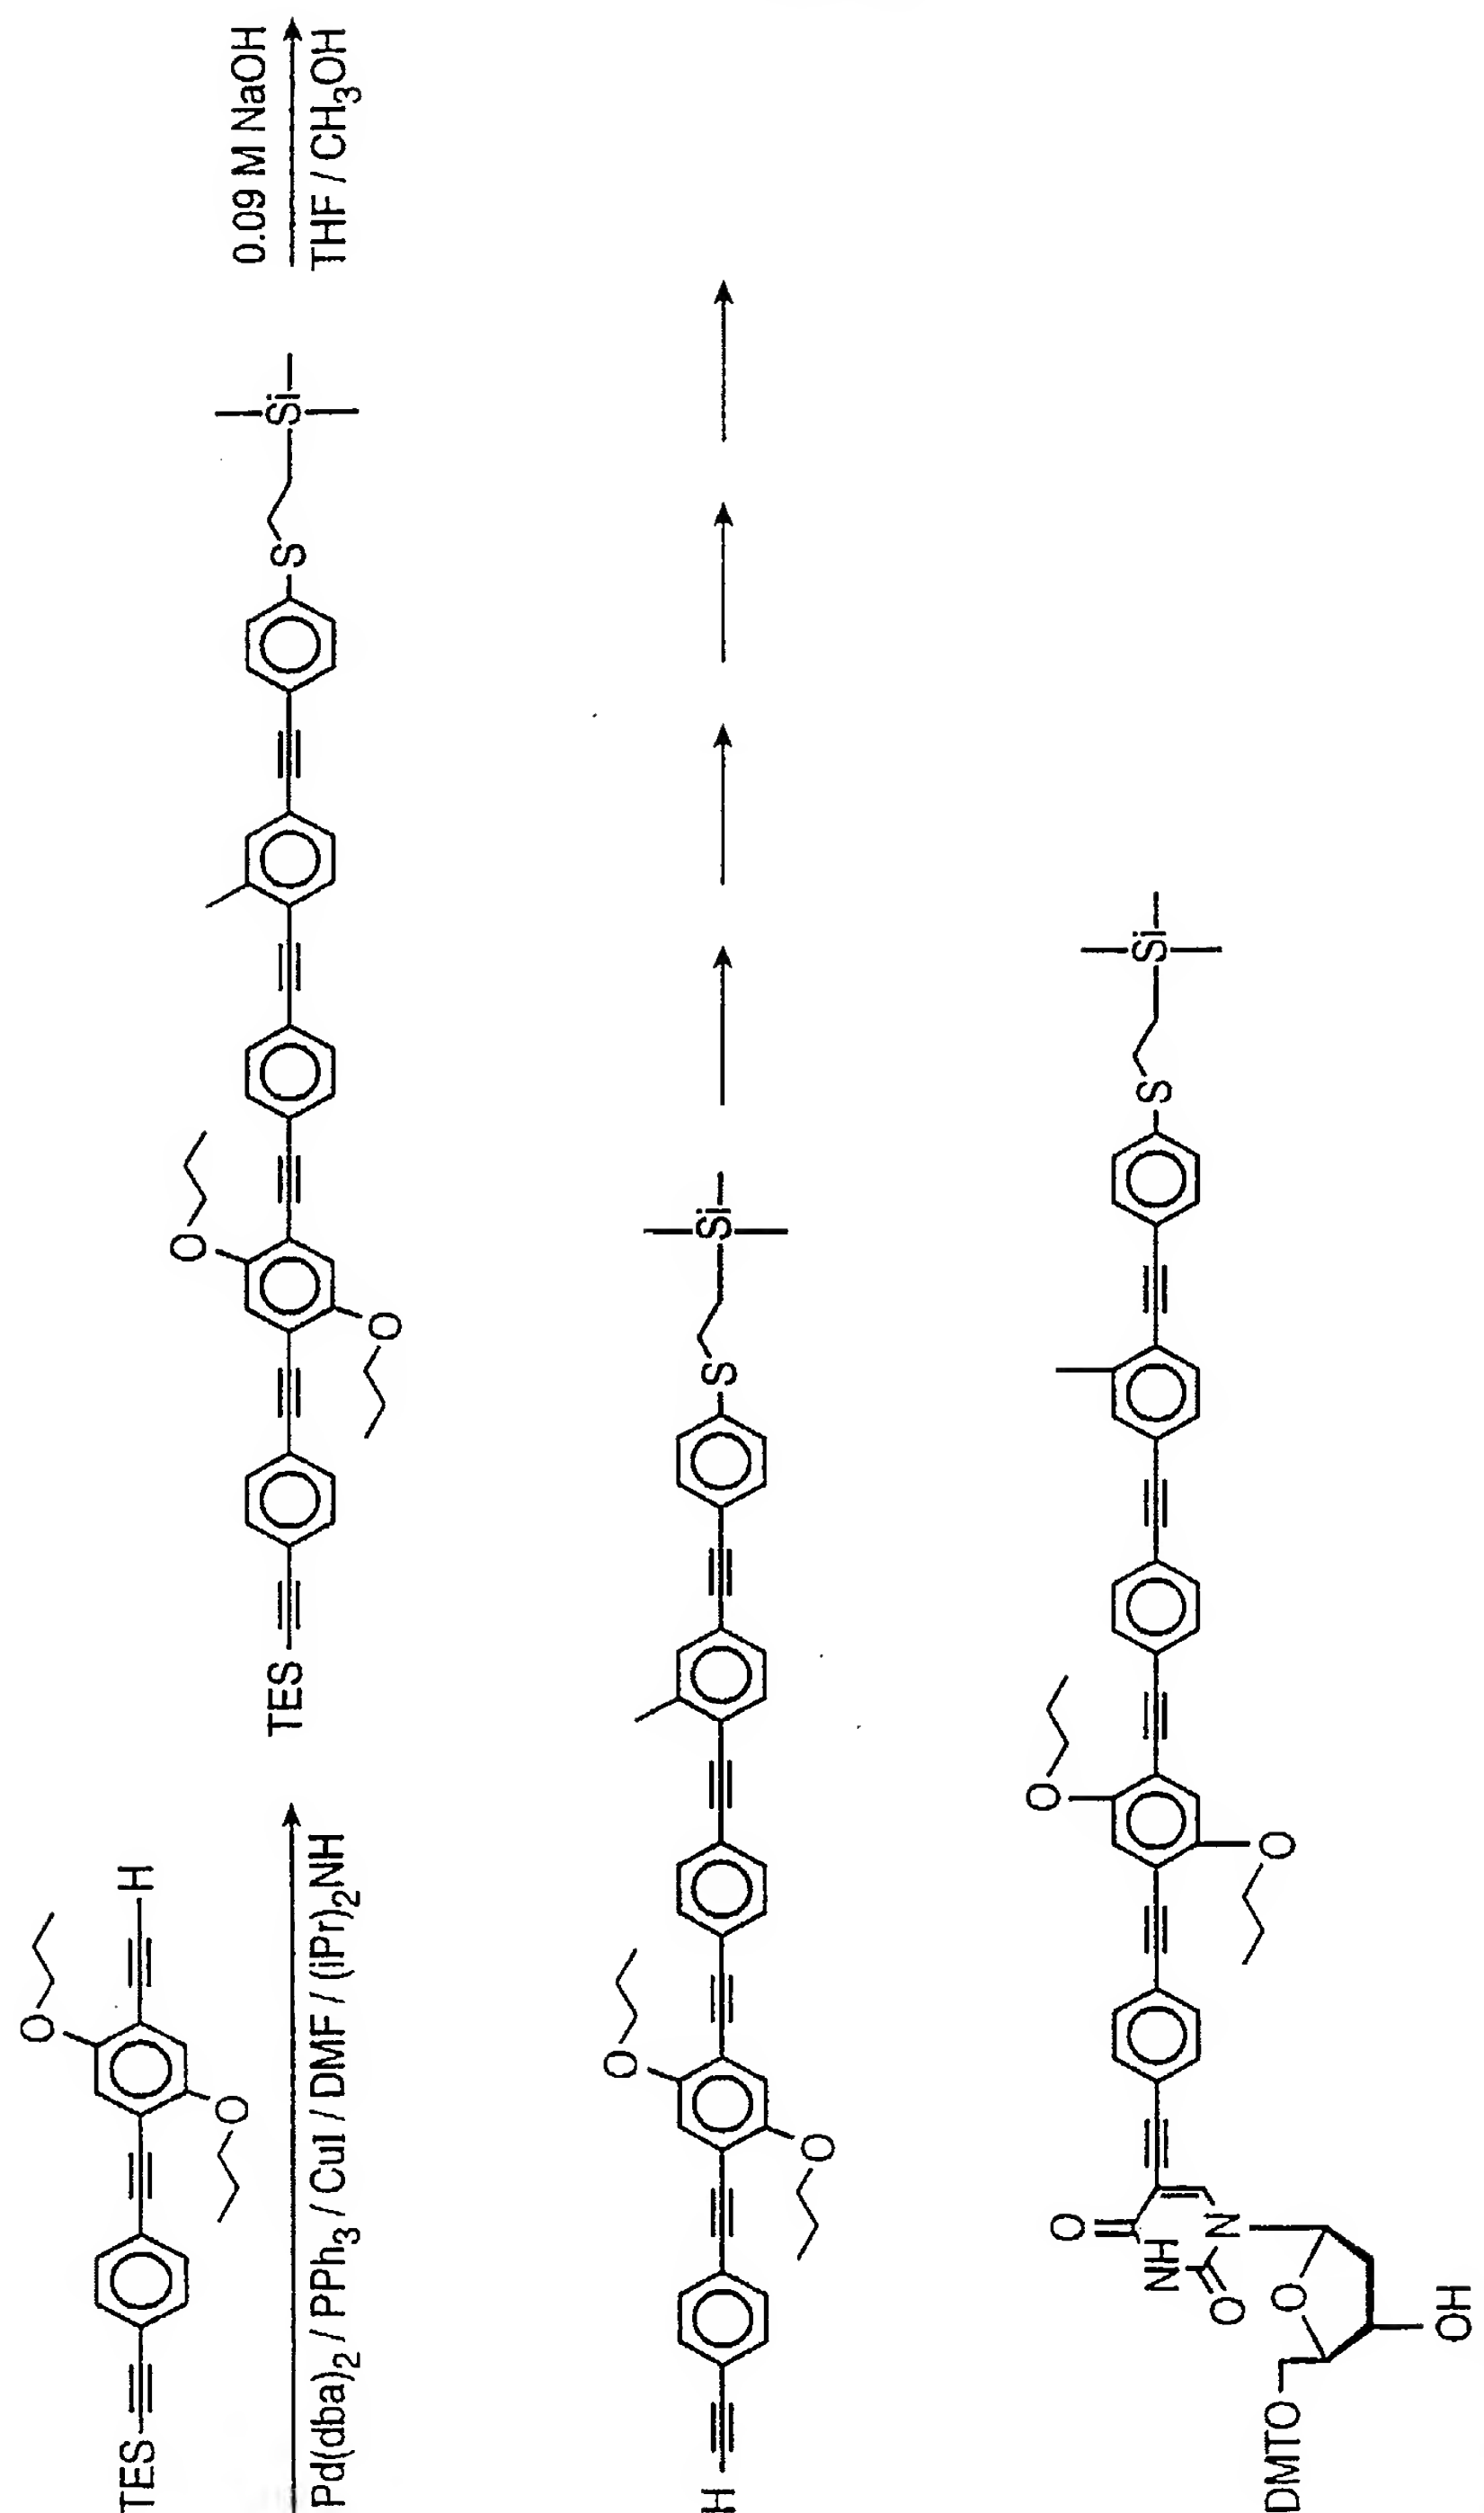 TES
H
O
O
Pd(dba)2 / PPh3 / CuI / DMF / (iPr)2NH
TES
O
O
S
Si
0.09 M NaOH
THF / CH3OH
H
O
O
S
Si
DMTO
O
OH
O
NH
O
N
O
O
S
Si